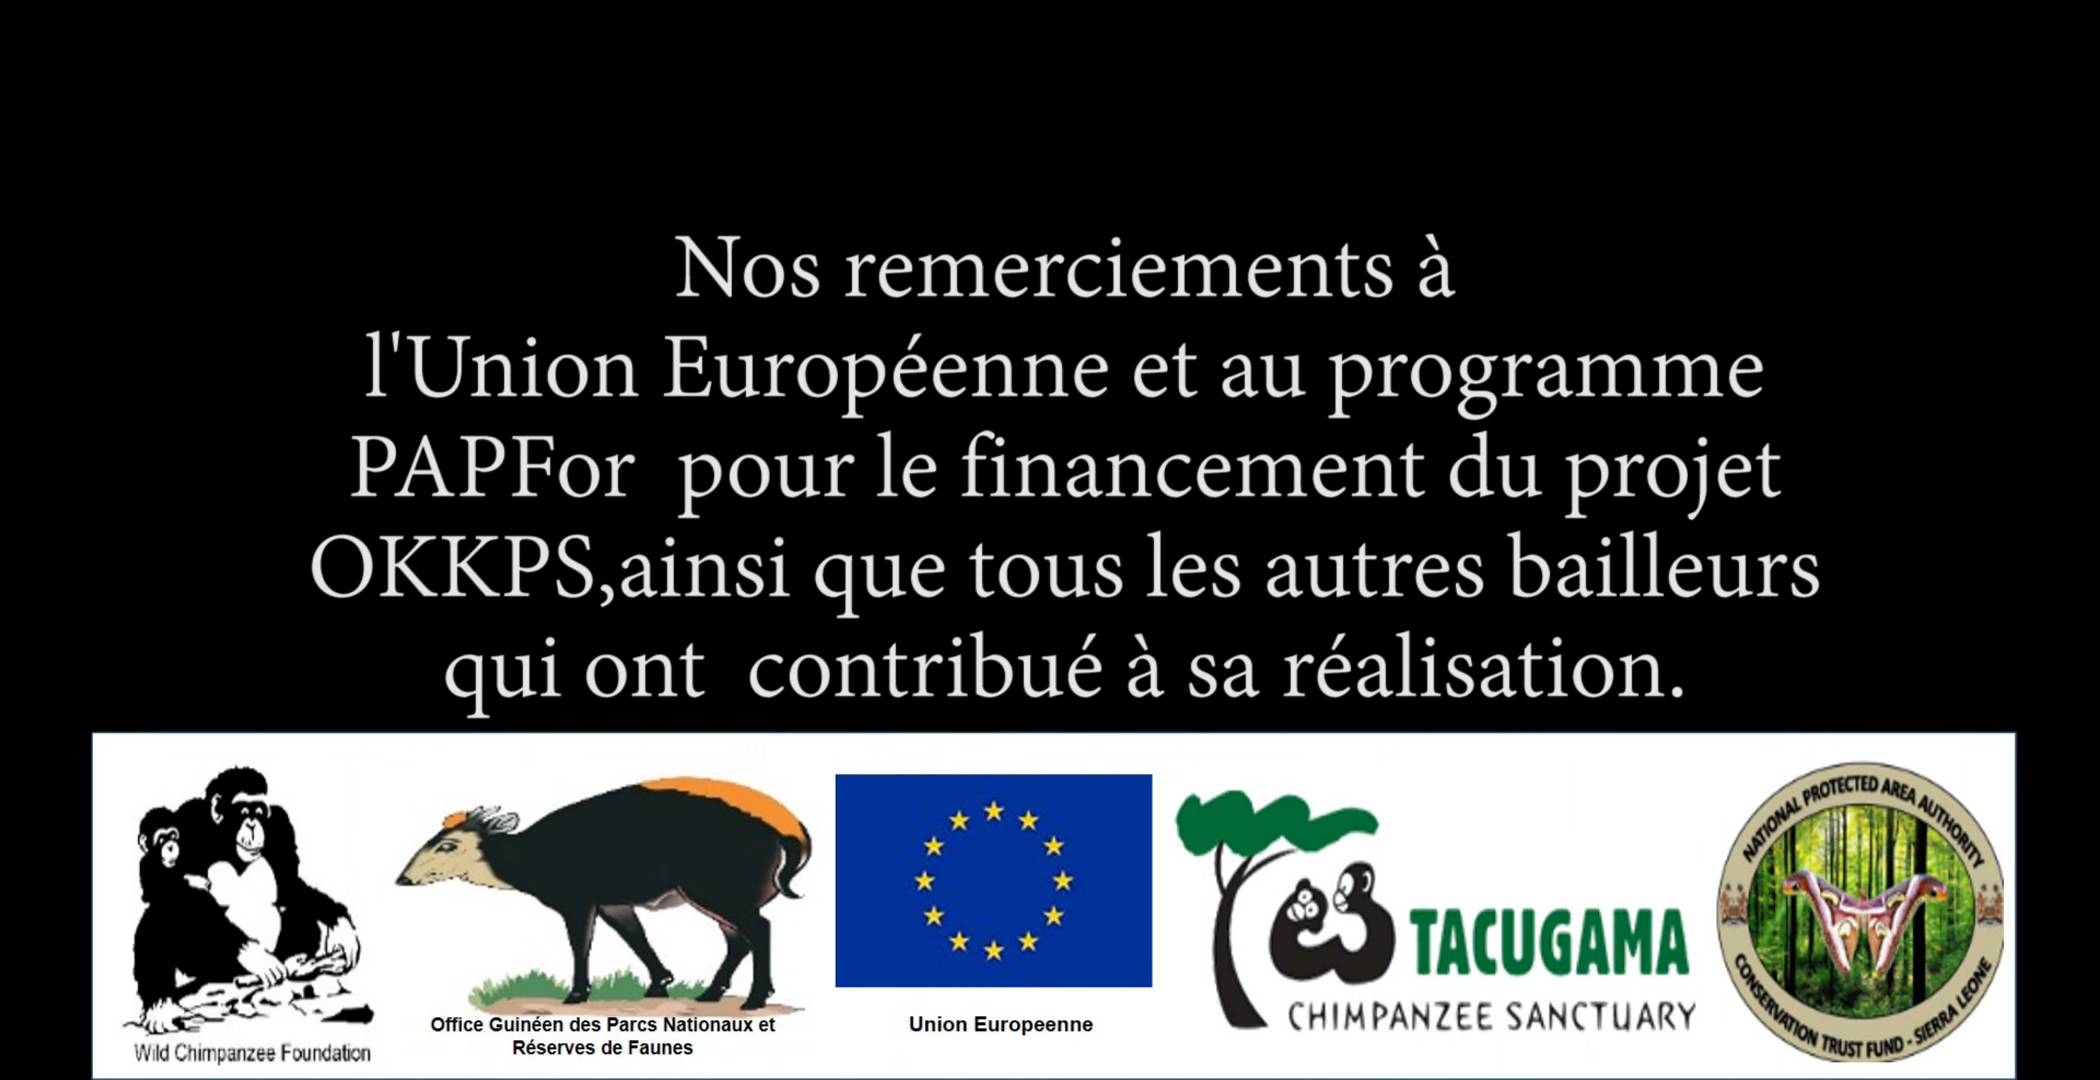 Nos remerciements à
l'Union Européenne et au programme
PAPFor pour le financement du projet
OKKPS,ainsi que tous les autres bailleurs
qui ont contribué à sa réalisation.
Wild Chimpanzee Foundation
Office Guinéen des Parcs Nationaux et
Réserves de Faunes
Union Europeenne
TACUGAMA
CHIMPANZEE SANCTUARY
NATIONAL PROTECTED AREA AUTHORITY
CONSERVATION TRUST FUND - SIERRA LEONE